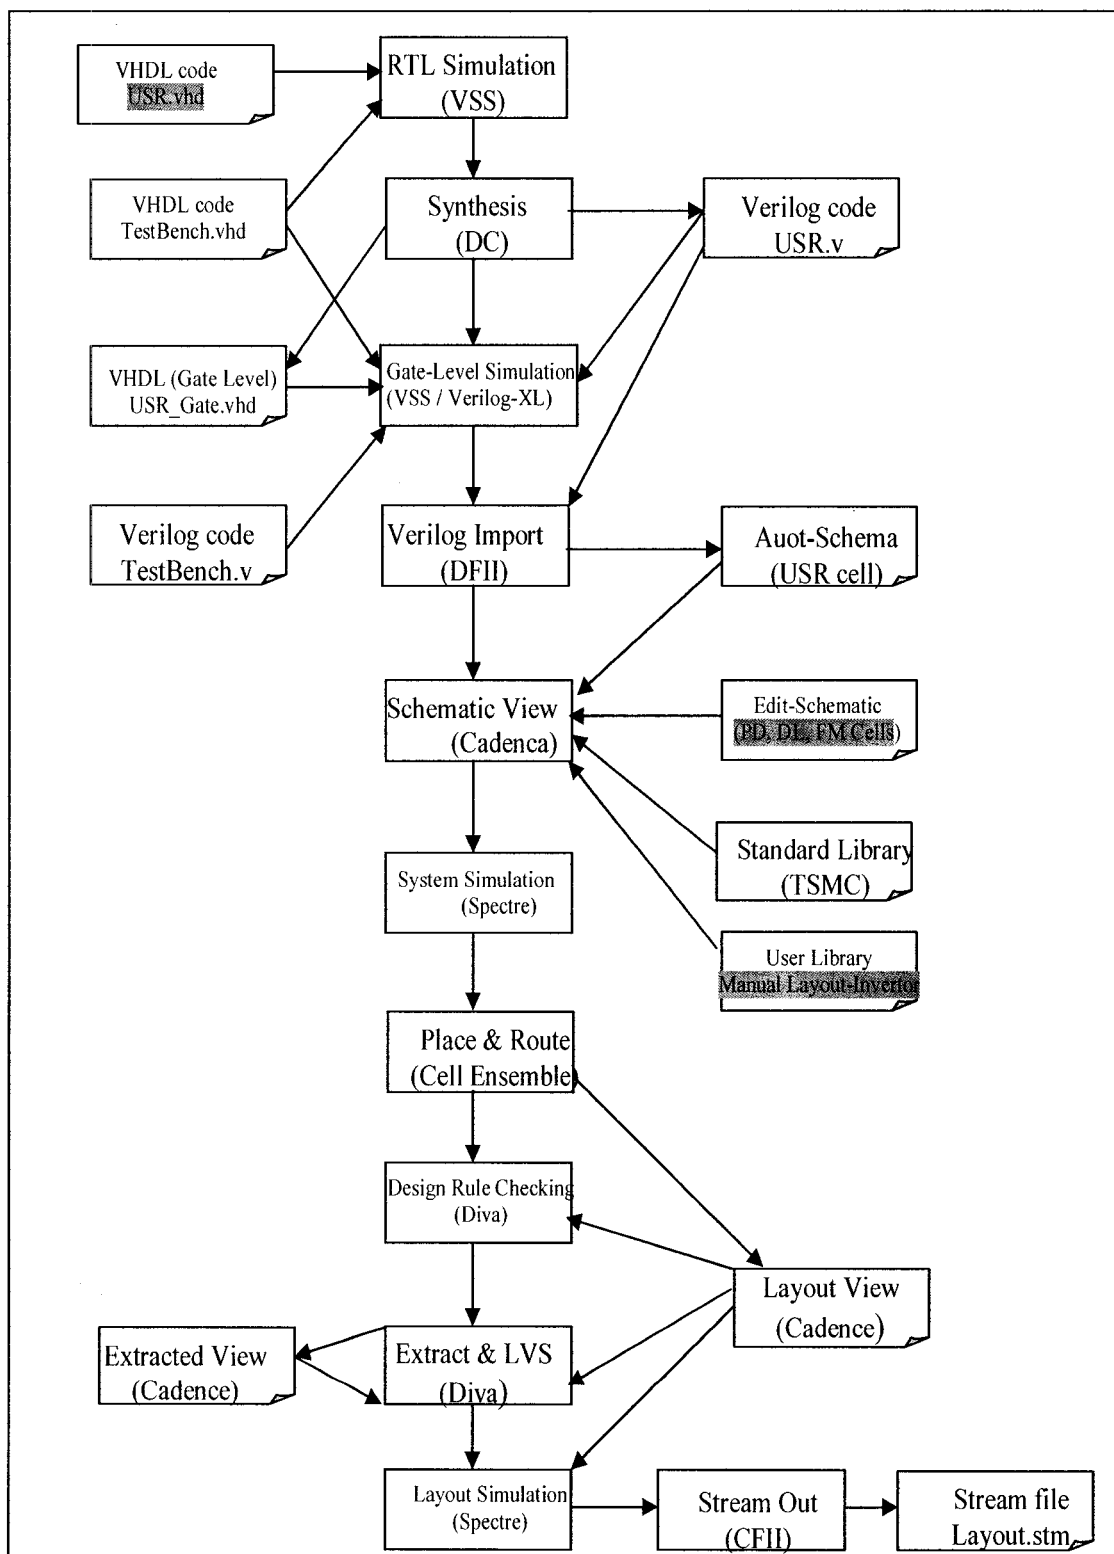 VHDL code
USR.vhd
RTL Simulation
(VSS)
VHDL code
TestBench.vhd
Synthesis
(DC)
Verilog code
USR.v
VHDL (Gate Level)
USR_Gate.vhd
Gate-Level Simulation
(VSS / Verilog-XL)
Verilog code
TestBench.v
Verilog Import
(DFII)
Auot-Schema
(USR cell)
Schematic View
(Cadenca)
Edit-Schematic
(PD, DL, FM Cells)
Standard Library
(TSMC)
System Simulation
(Spectre)
User Library
Manual Layout-Invertor
Place & Route
(Cell Ensemble)
Design Rule Checking
(Diva)
Layout View
(Cadence)
Extracted View
(Cadence)
Extract & LVS
(Diva)
Layout Simulation
(Spectre)
Stream Out
(CFII)
Stream file
Layout.stm